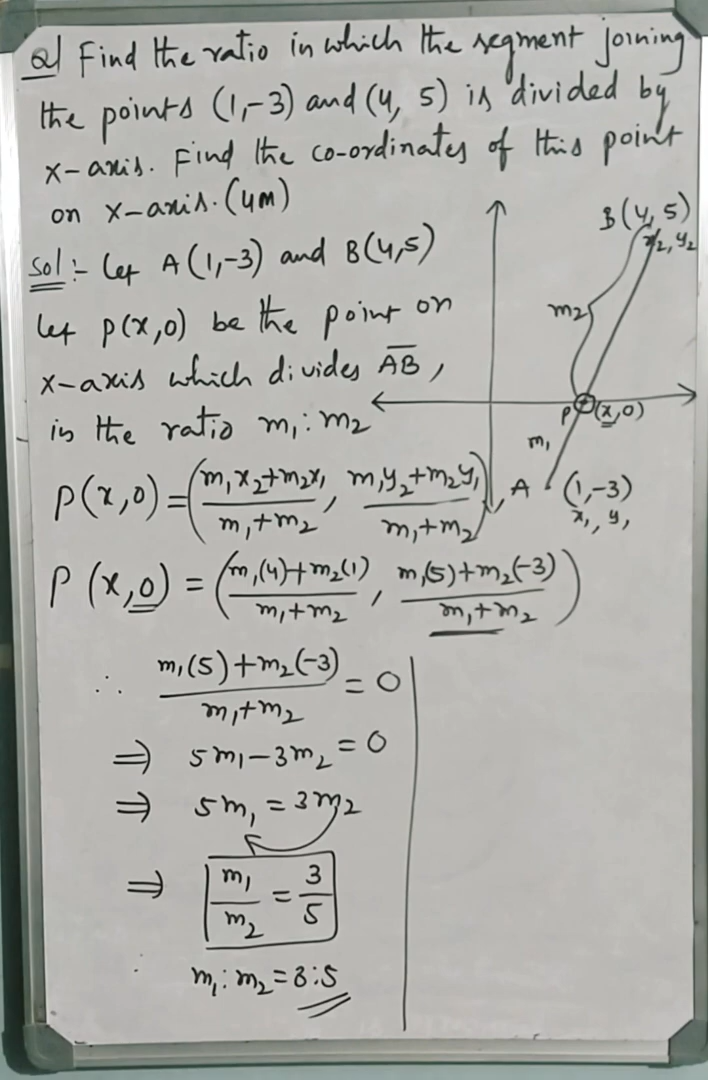 Q) Find the ratio in which the segment joining
the points (1,-3) and (4, 5) is divided by
x-axis. Find the co-ordinates of this point
on x-axis. (4M)
Sol:- Let A(1,-3) and B(4,5)
let P(x,0) be the point on
x-axis which divides AB,
in the ratio m₁:m₂
B(4,5)
x₂, y₂
m₂
P (x,0)
m₁
A (1,-3)
x₁, y₁
P(x,0) = ((m₁x₂+m₂x₁)/(m₁+m₂), (m₁y₂+m₂y₁)/(m₁+m₂)),
P(x,0) = ((m₁(4)+m₂(1))/(m₁+m₂), (m₁(5)+m₂(-3))/(m₁+m₂))
∴ (m₁(5)+m₂(-3))/(m₁+m₂) = 0
⇒ 5m₁-3m₂=0
⇒ 5m₁ = 3m₂
⇒ m₁/m₂ = 3/5
∴ m₁:m₂=3:5